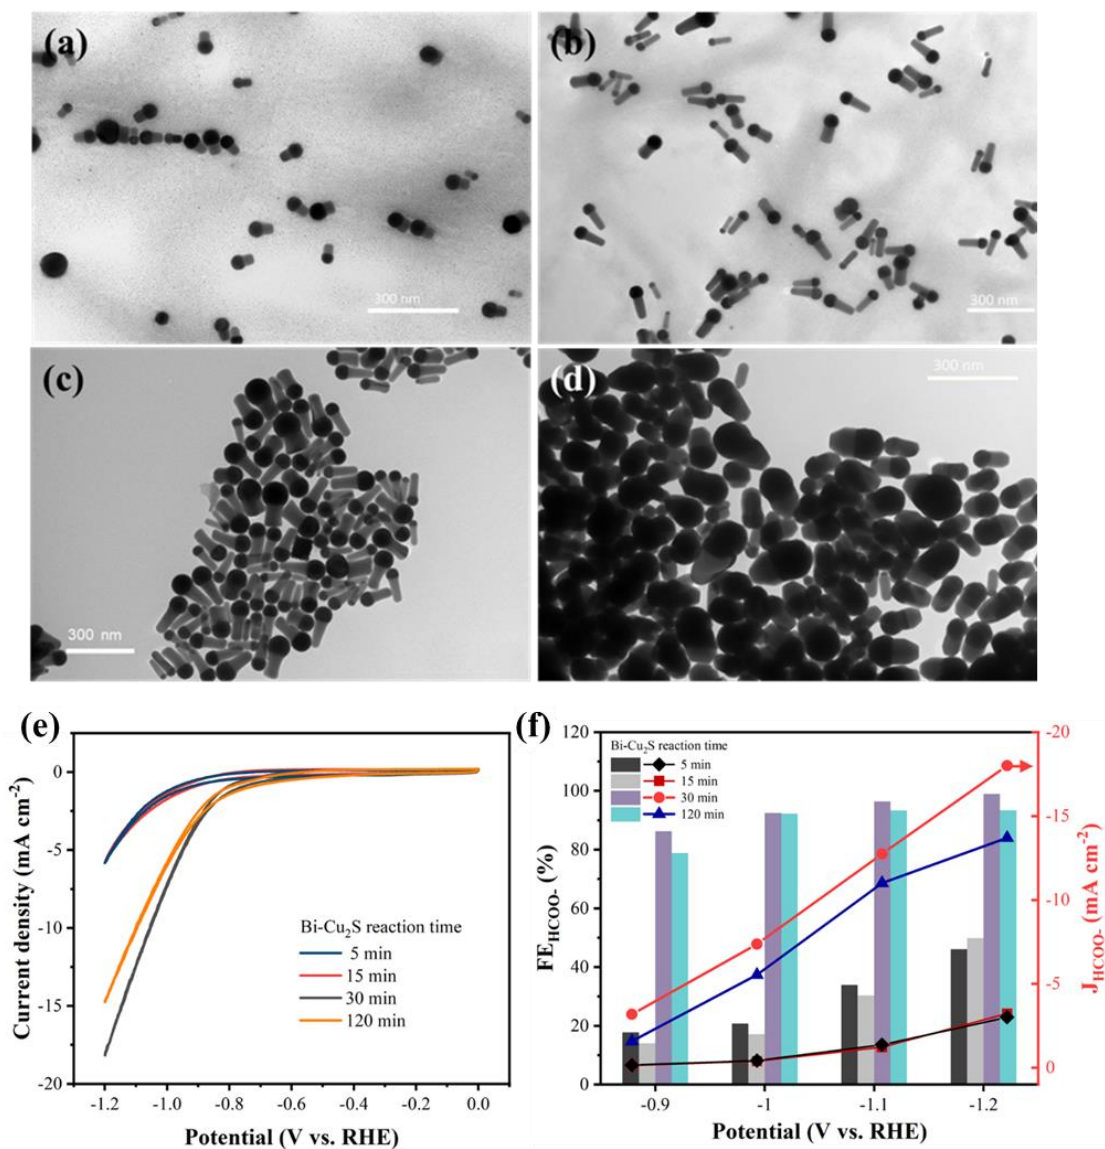 (a)
300 nm
(b)
300 nm
(c)
300 nm
(d)
300 nm
(e)
Current density (mA cm⁻²)
0
-5
-10
-15
-20
Bi-Cu₂S reaction time
5 min
15 min
30 min
120 min
-1.2 -1.0 -0.8 -0.6 -0.4 -0.2 0.0
Potential (V vs. RHE)
(f)
FE_HCOO- (%)
120
100
80
60
40
20
0
Bi-Cu₂S reaction time
5 min
15 min
30 min
120 min
-20
-15
-10
-5
0
J_HCOO- (mA cm⁻²)
-0.9 -1 -1.1 -1.2
Potential (V vs. RHE)